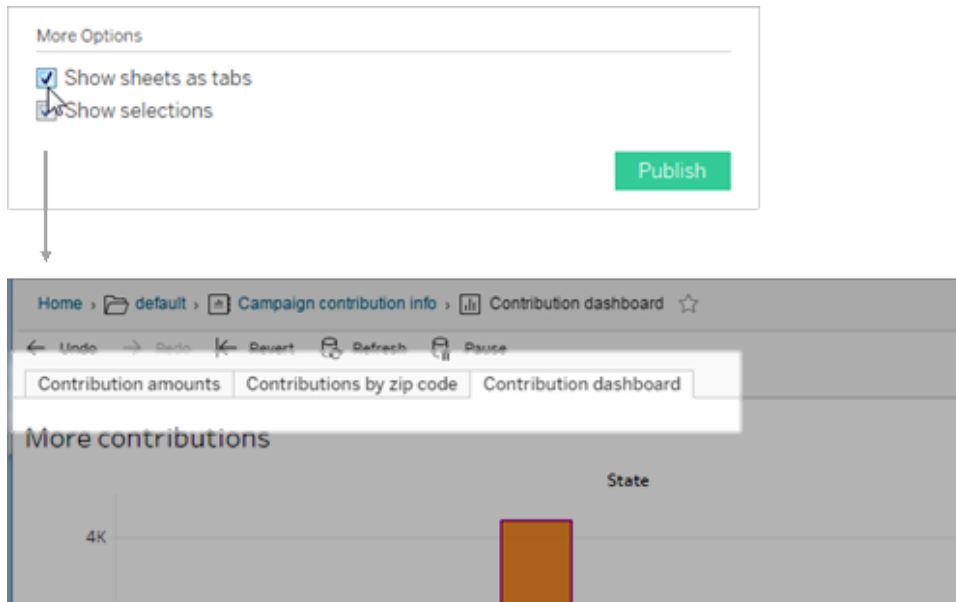 More Options
Show sheets as tabs
Show selections
Publish
Home › default › Campaign contribution info › Contribution dashboard
Undo Redo Revert Refresh Pause
Contribution amounts Contributions by zip code Contribution dashboard
More contributions
State
4K